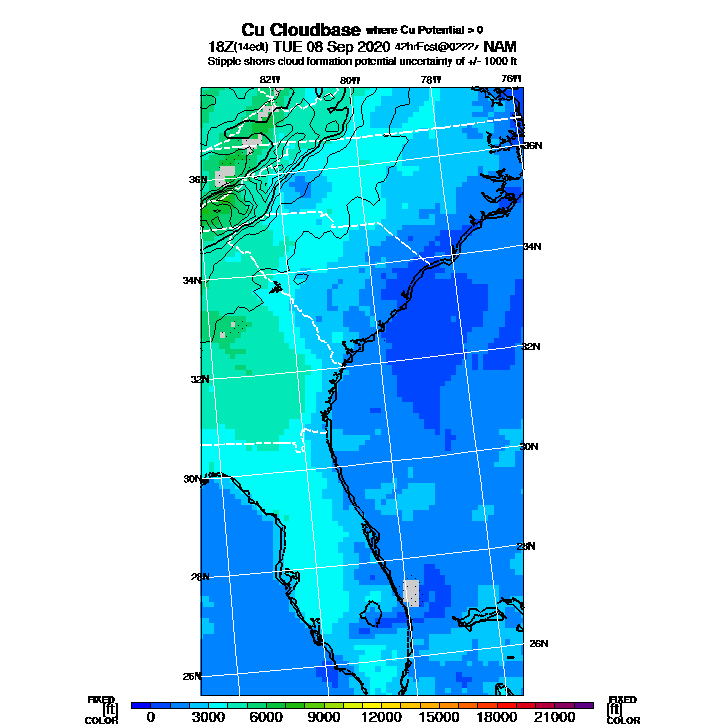 Cu Cloudbase where Cu Potential > 0
18Z(14edt) TUE 08 Sep 2020 42hrFcst@0222z NAM
Stipple shows cloud formation potential uncertainty of +/- 1000 ft
82W 80W 78W 76W
36N
36N
34N
34N
32N
32N
30N
30N
28N
28N
26N
26N
FIXED FIXED
[ft] [ft]
COLOR 0 3000 6000 9000 12000 15000 18000 21000 COLOR